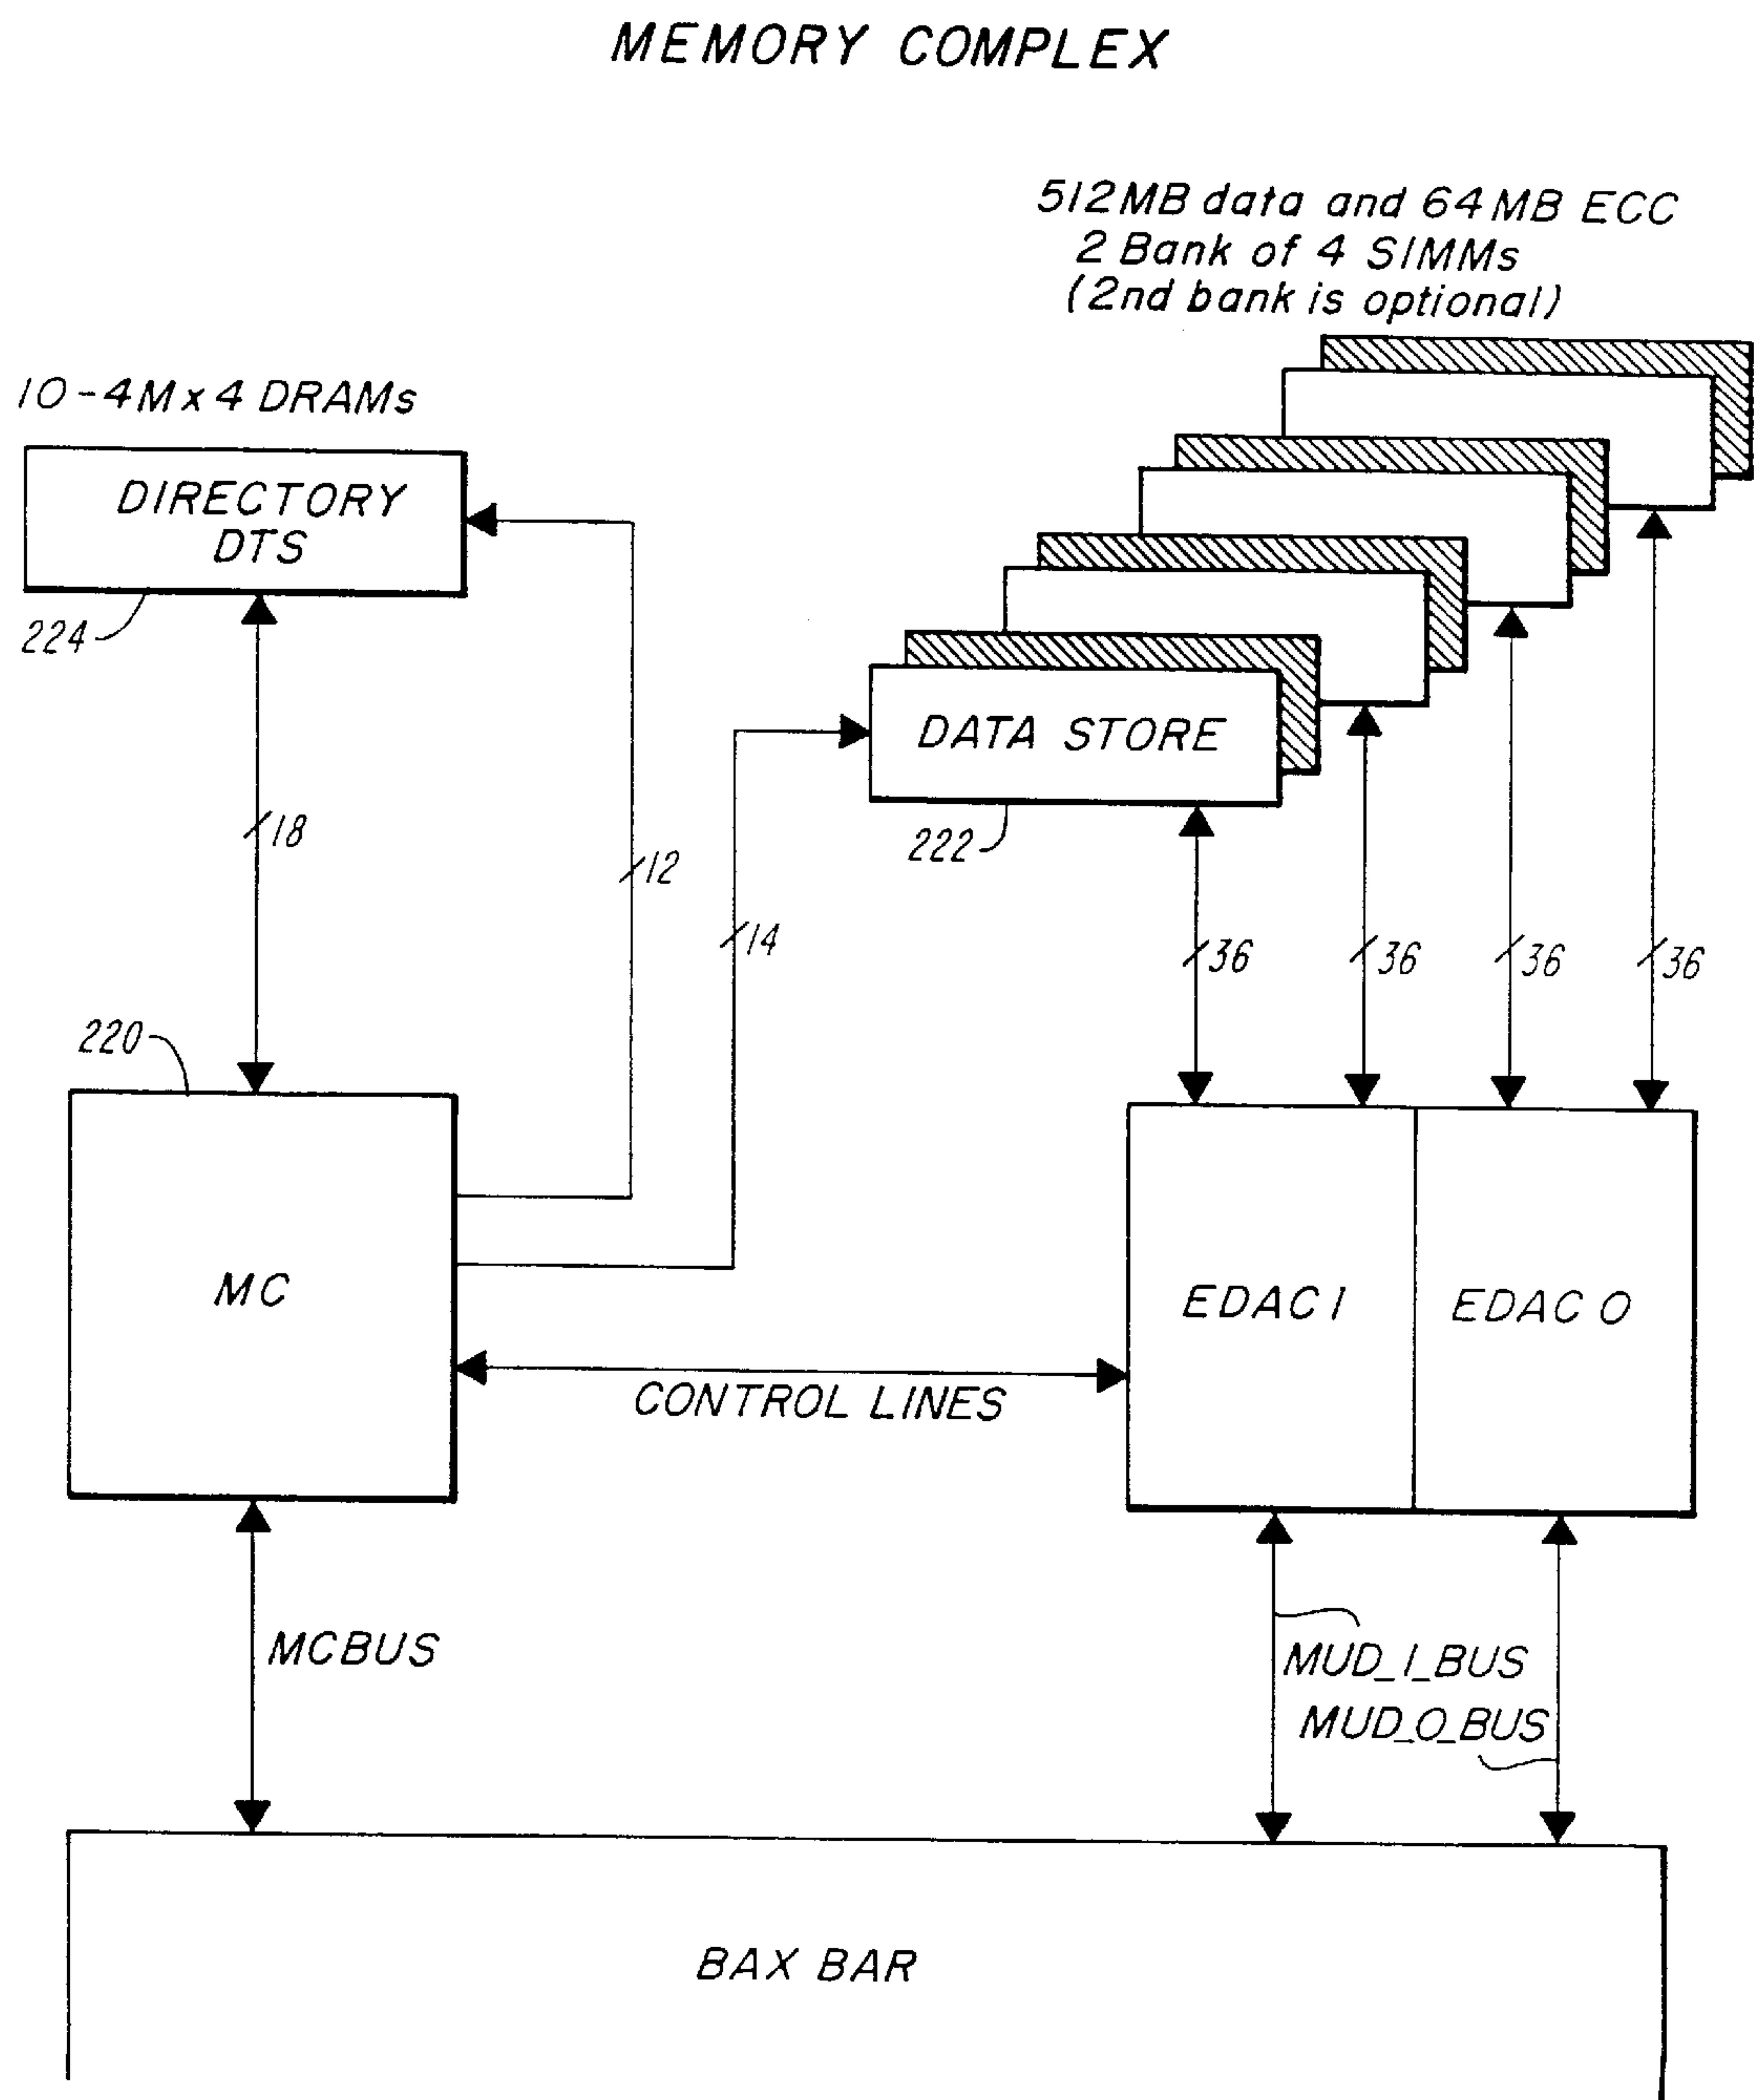 MEMORY COMPLEX
512MB data and 64MB ECC
2 Bank of 4 SIMMs
(2nd bank is optional)
10-4Mx4 DRAMs
DIRECTORY
DTS
224
DATA STORE
222
18
12
14
36
36
36
36
220
MC
EDAC 1
EDAC 0
CONTROL LINES
MCBUS
MUD_1_BUS
MUD_0_BUS
BAX BAR